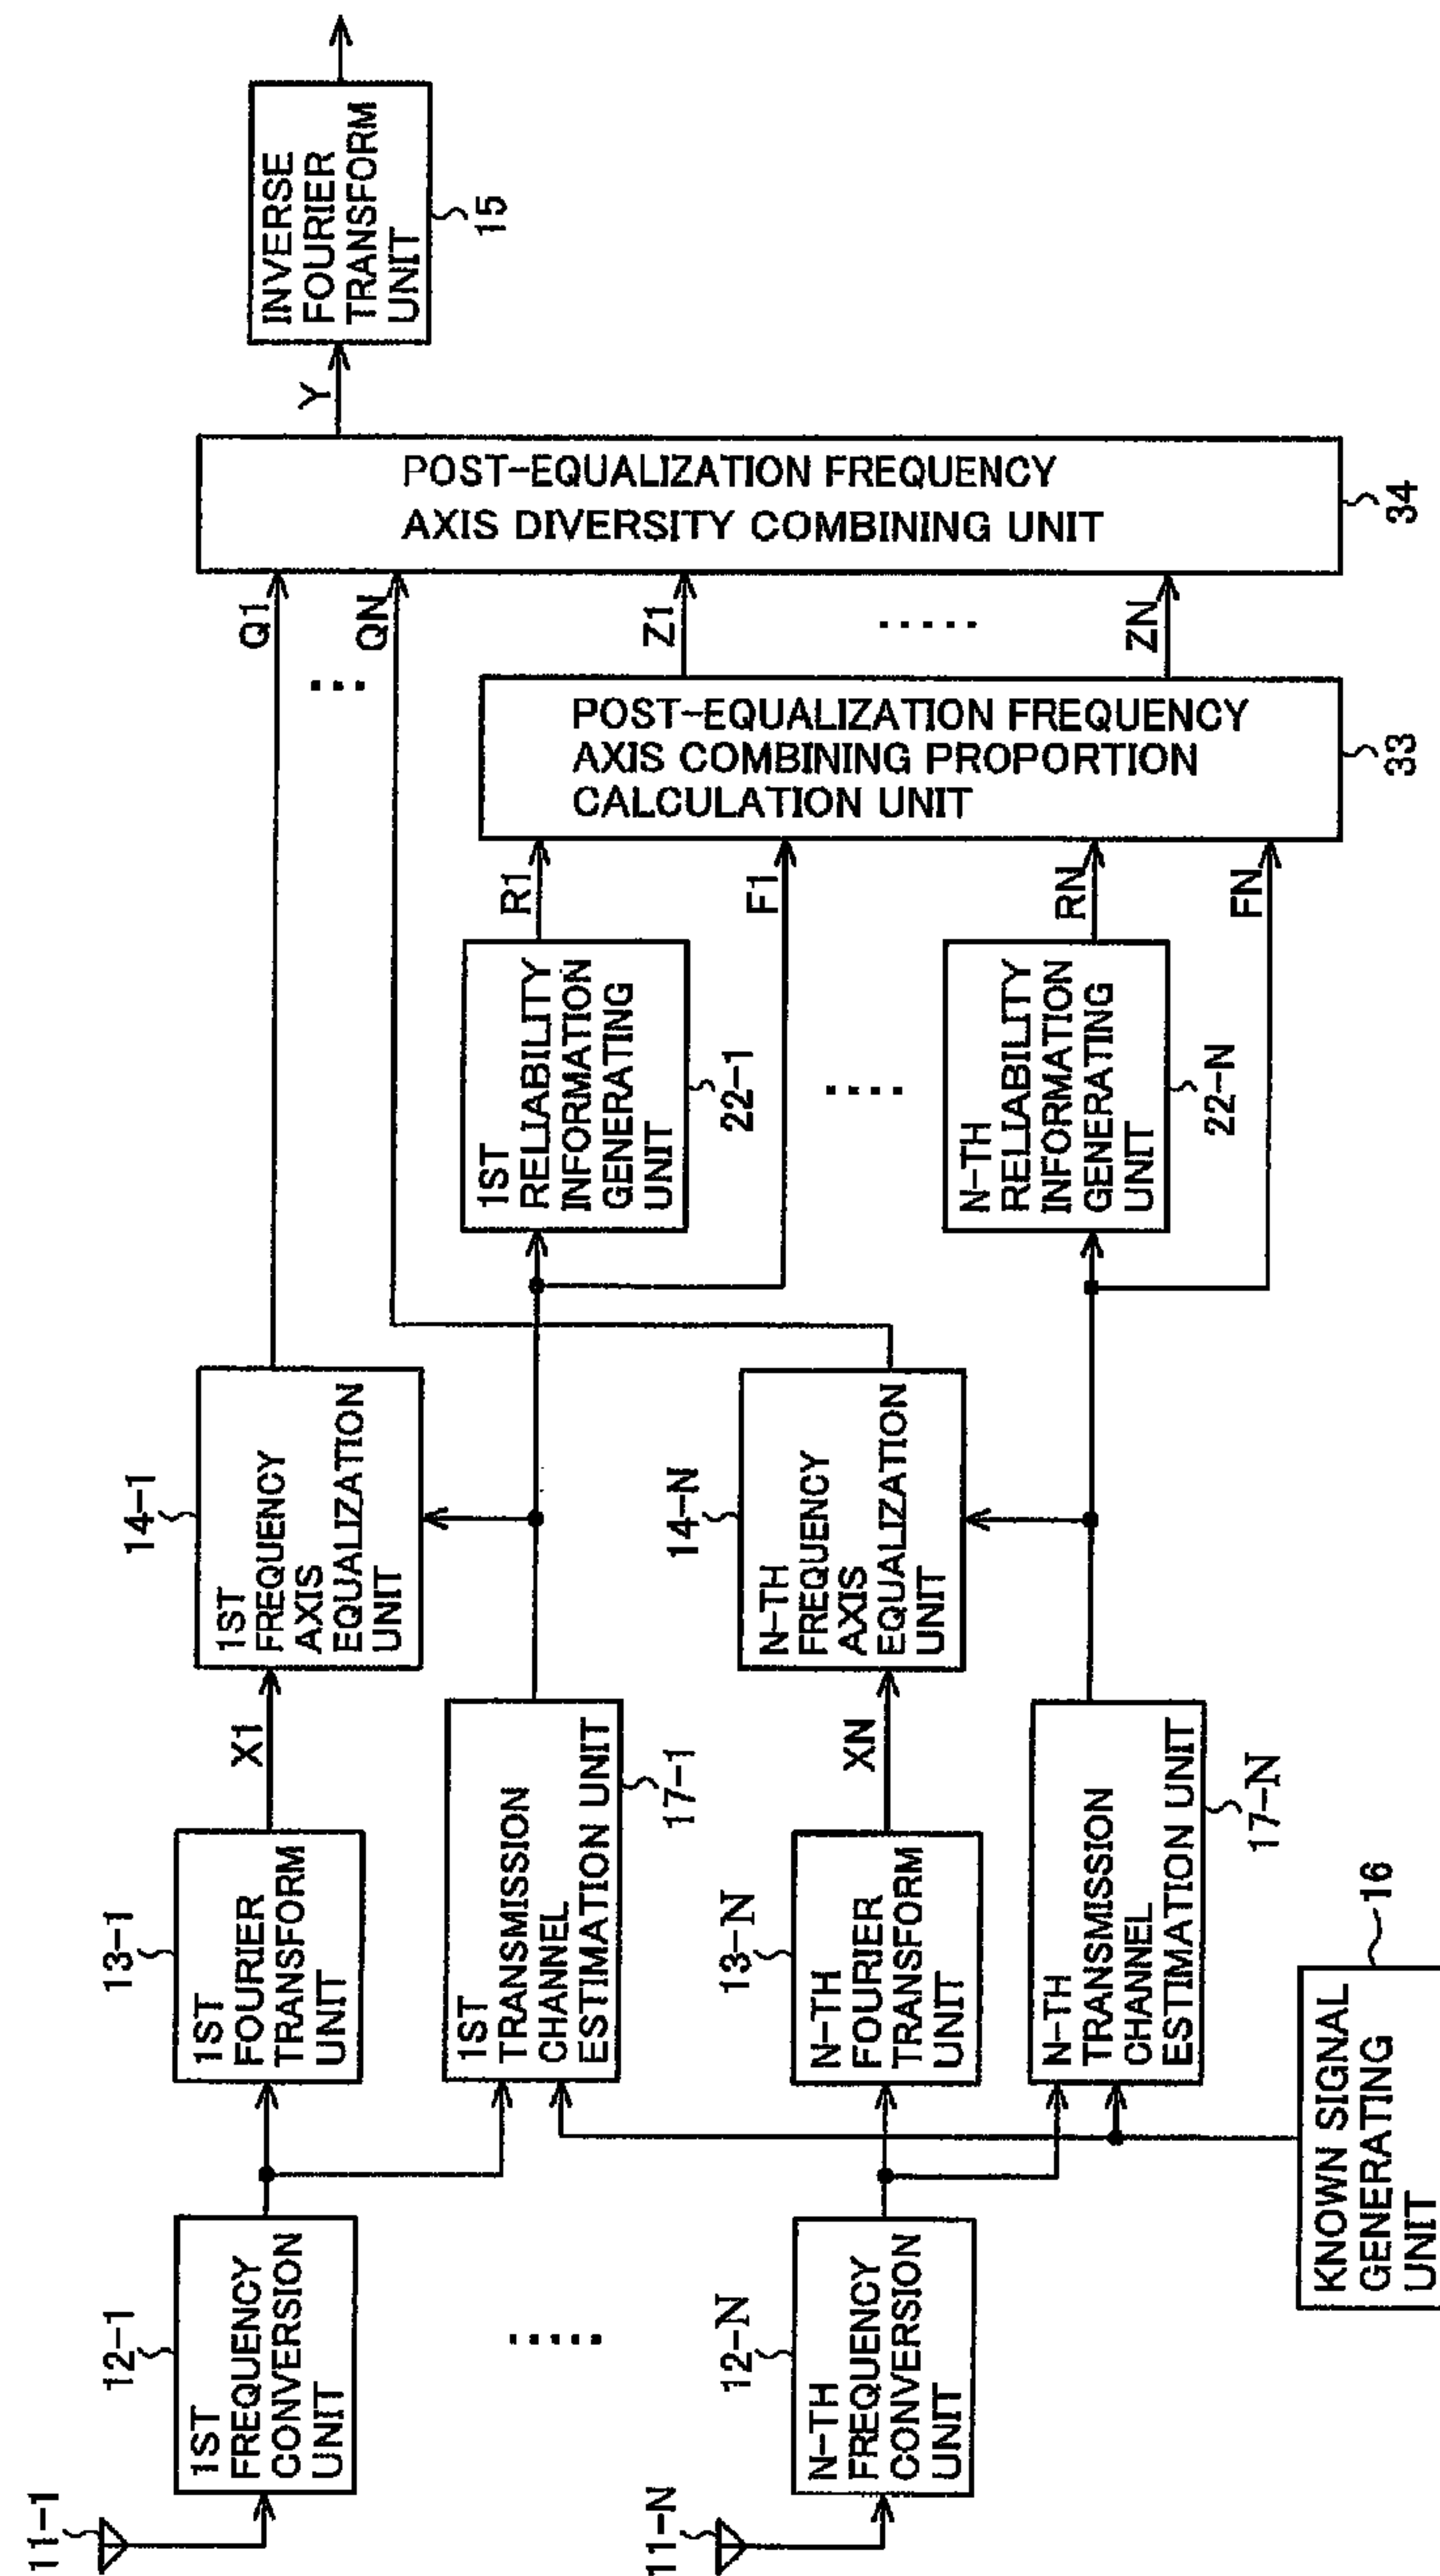 11-1
12-1
1ST
FREQUENCY
CONVERSION
UNIT
13-1
1ST
FOURIER
TRANSFORM
UNIT
X1
14-1
1ST
FREQUENCY
AXIS
EQUALIZATION
UNIT
Q1
QN
1ST
TRANSMISSION
CHANNEL
ESTIMATION UNIT
17-1
1ST
RELIABILITY
INFORMATION
GENERATING
UNIT
22-1
R1
F1
11-N
12-N
N-TH
FREQUENCY
CONVERSION
UNIT
13-N
N-TH
FOURIER
TRANSFORM
UNIT
XN
14-N
N-TH
FREQUENCY
AXIS
EQUALIZATION
UNIT
N-TH
TRANSMISSION
CHANNEL
ESTIMATION UNIT
17-N
N-TH
RELIABILITY
INFORMATION
GENERATING
UNIT
22-N
RN
FN
KNOWN SIGNAL
GENERATING
UNIT
16
POST-EQUALIZATION FREQUENCY
AXIS COMBINING PROPORTION
CALCULATION UNIT
33
Z1
ZN
POST-EQUALIZATION FREQUENCY
AXIS DIVERSITY COMBINING UNIT
34
Y
INVERSE
FOURIER
TRANSFORM
UNIT
15